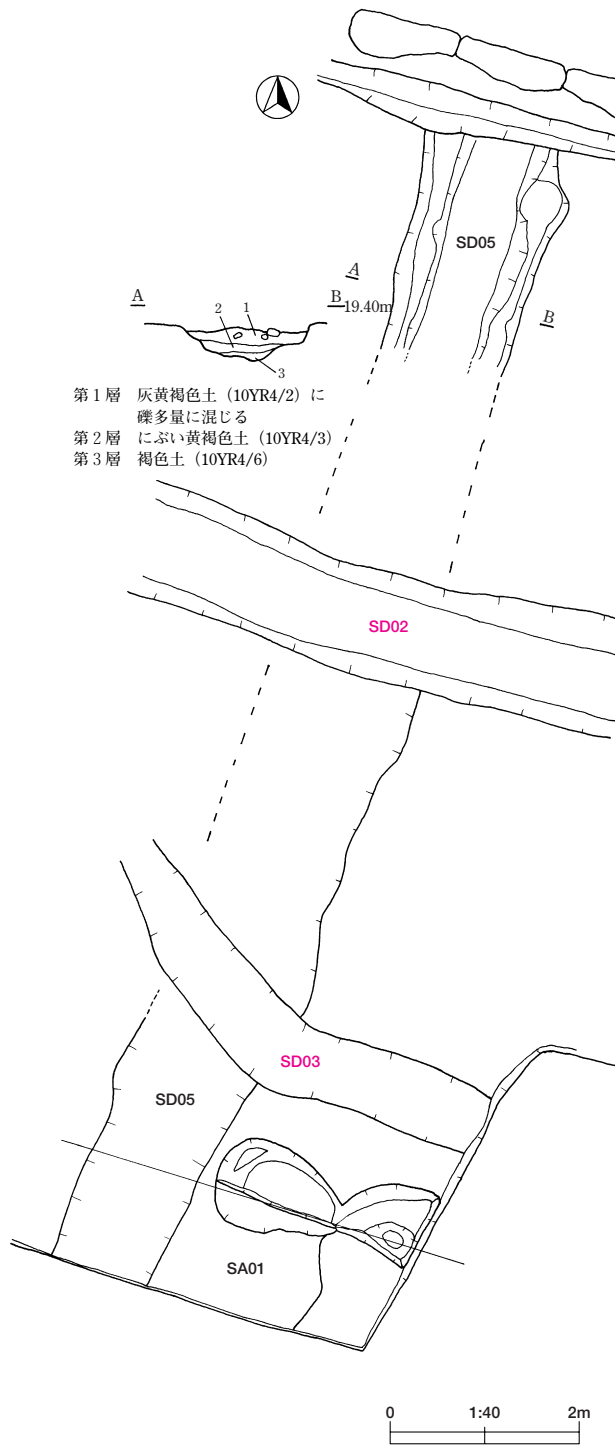 SD05
A
B
A
B 19.40m
2
1
3
第1層 灰黄褐色土（10YR4/2）に
礫多量に混じる
第2層 にぶい黄褐色土（10YR4/3）
第3層 褐色土（10YR4/6）
SD02
SD03
SD05
SA01
0 1:40 2m